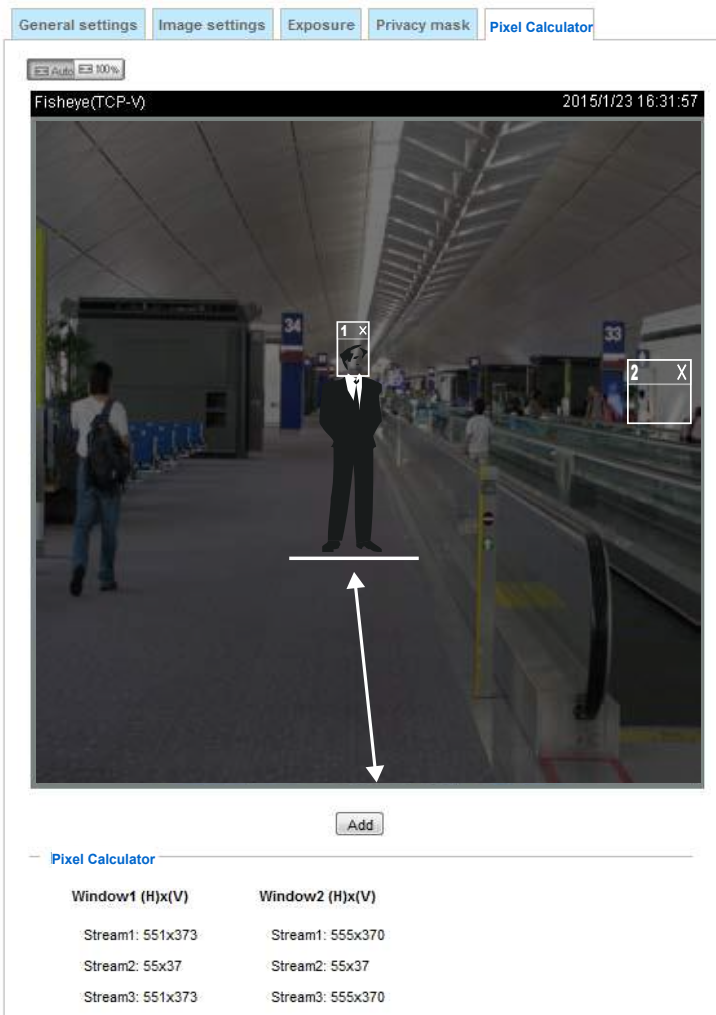 General settings Image settings Exposure Privacy mask Pixel Calculator
Auto 100%
Fisheye(TCP-V) 2015/1/23 16:31:57
34
33
1 X
2 X
Add
Pixel Calculator
Window1 (H)x(V) Window2 (H)x(V)
Stream1: 551x373 Stream1: 555x370
Stream2: 55x37 Stream2: 55x37
Stream3: 551x373 Stream3: 555x370